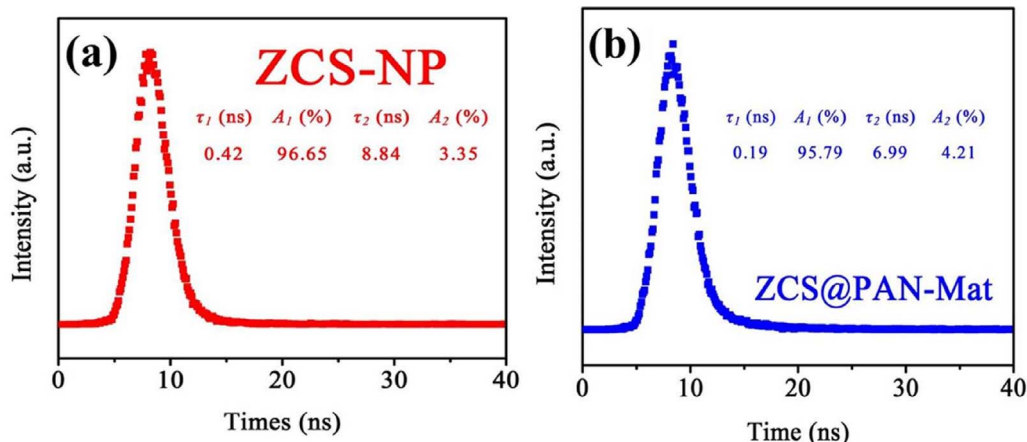 (a)
ZCS-NP
τ1 (ns) A1 (%) τ2 (ns) A2 (%)
0.42 96.65 8.84 3.35
Intensity (a.u.)
0 10 20 30 40
Times (ns)
(b)
τ1 (ns) A1 (%) τ2 (ns) A2 (%)
0.19 95.79 6.99 4.21
ZCS@PAN-Mat
Intensity (a.u.)
0 10 20 30 40
Time (ns)